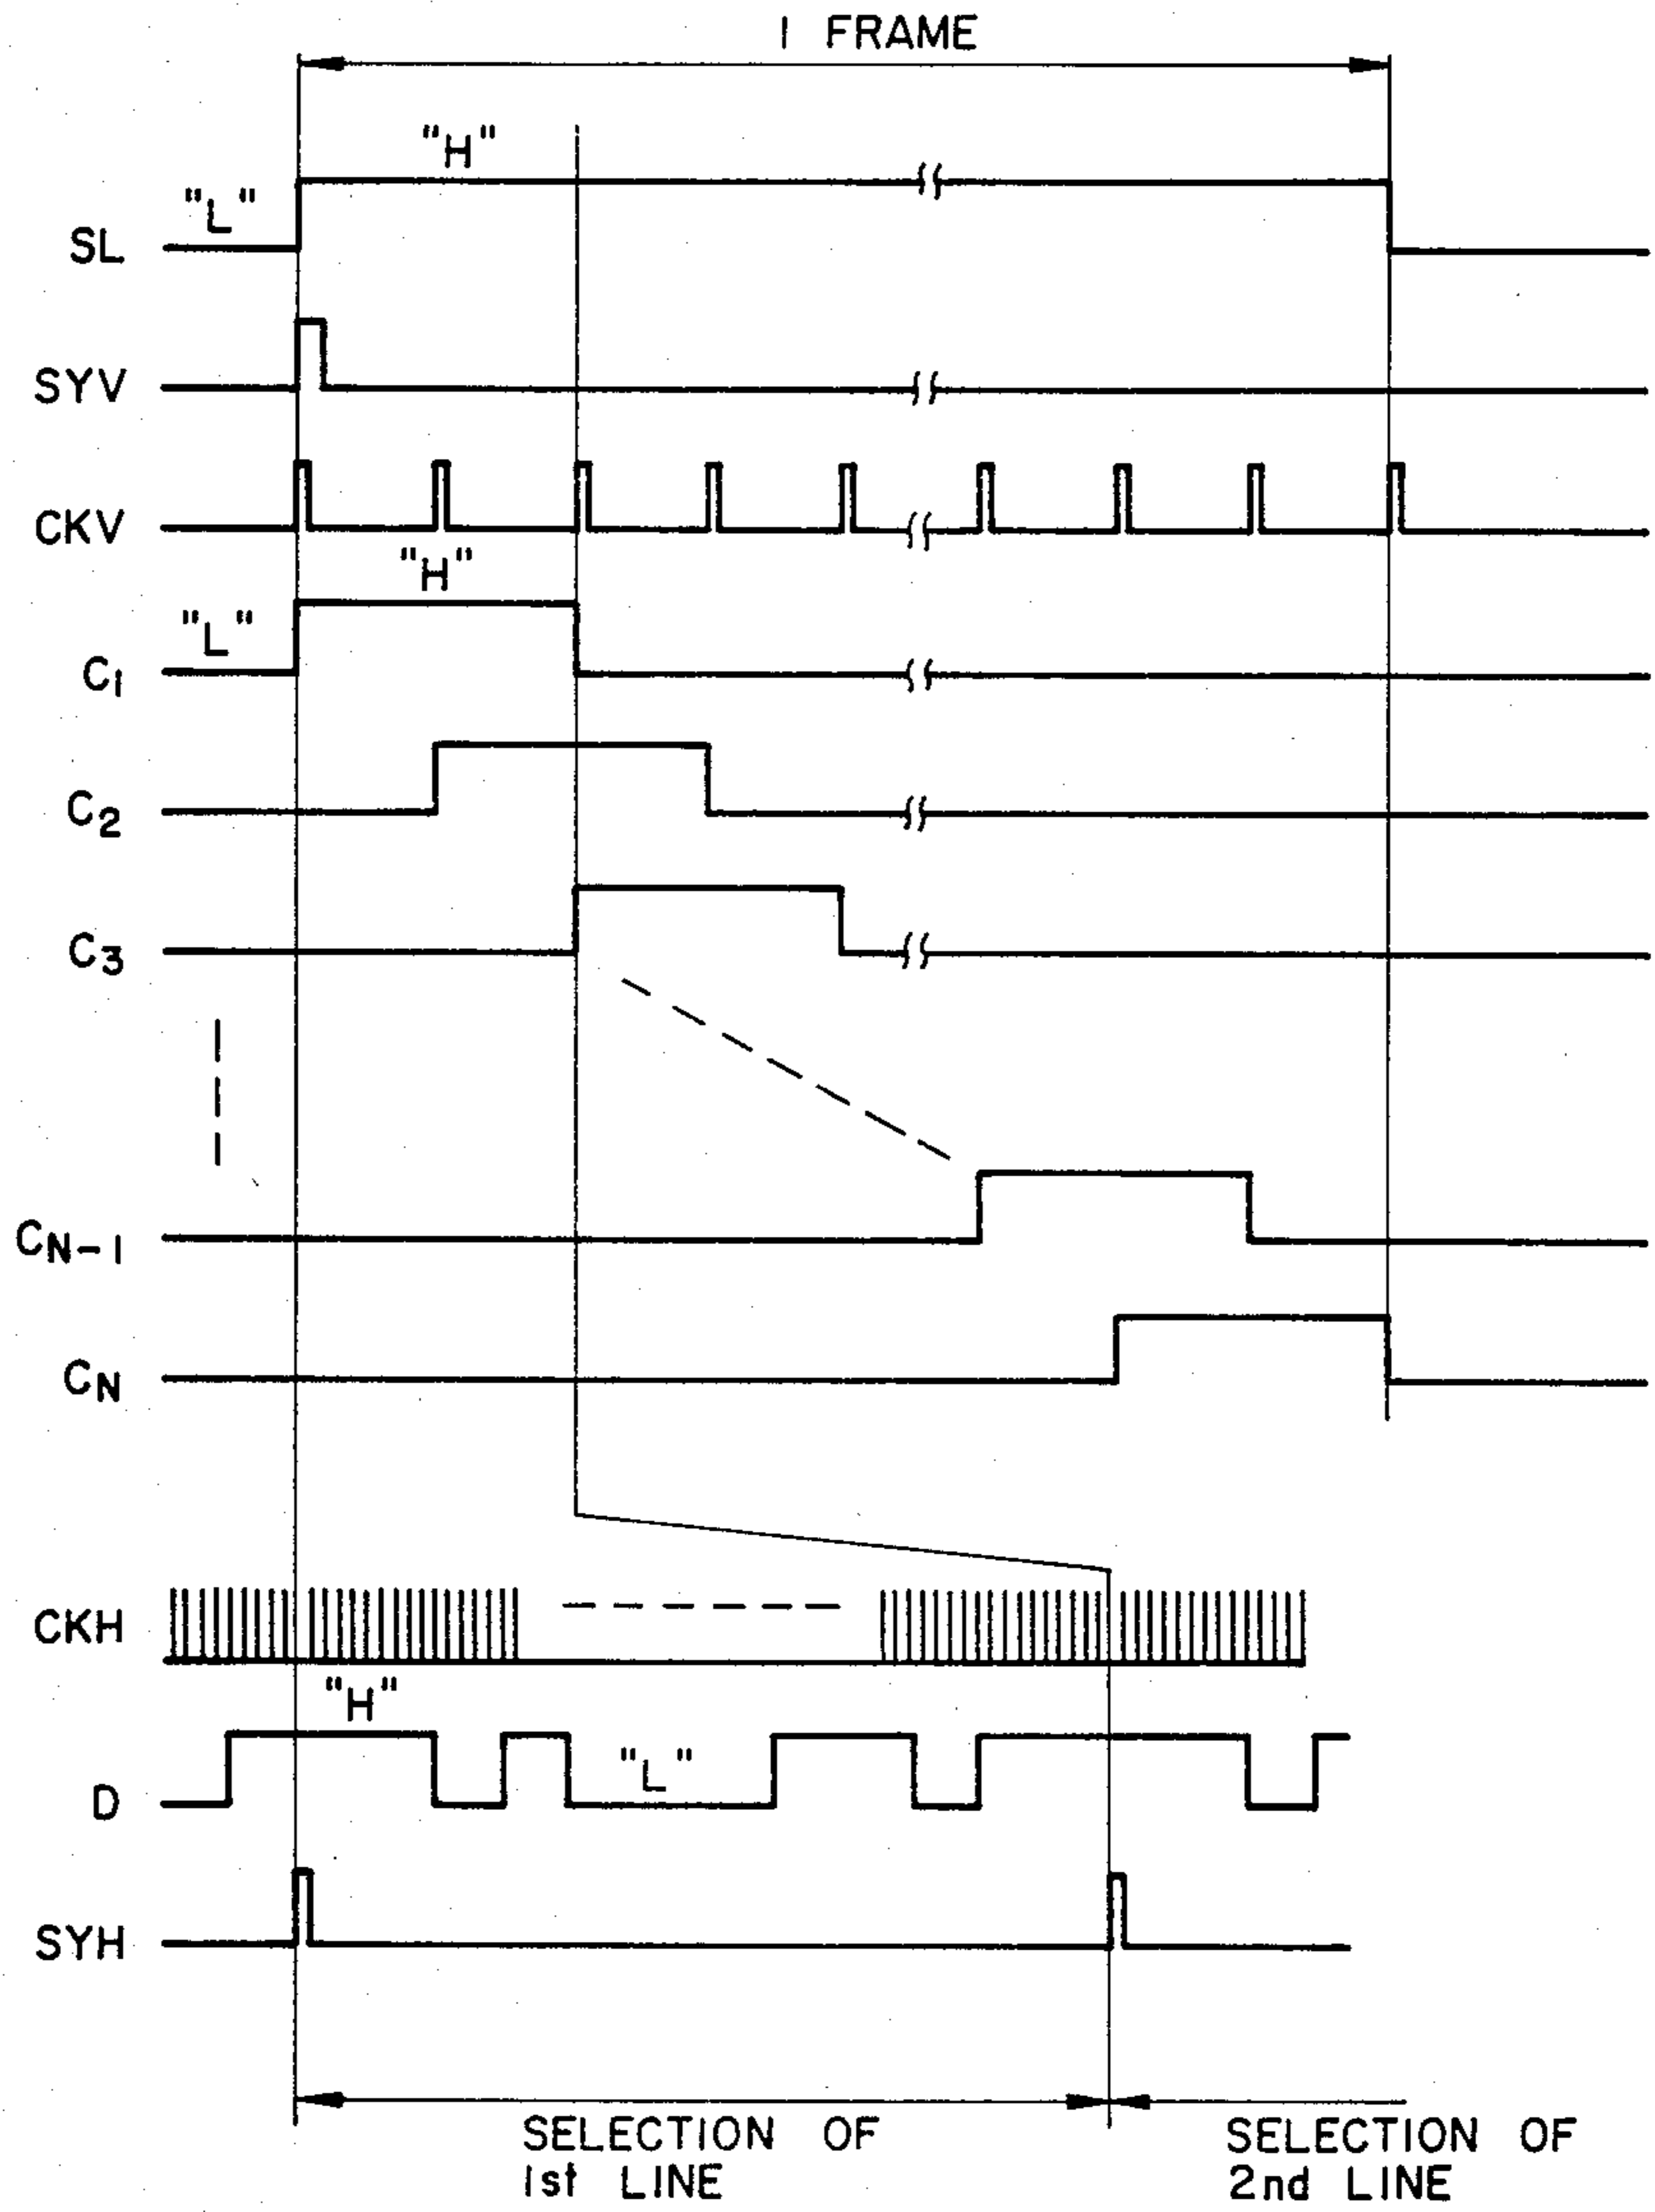 1 FRAME
"H"
"L"
SL
SYV
CKV
"H"
"L"
C1
C2
C3
CN-1
CN
CKH
"H"
"L"
D
SYH
SELECTION OF
1st LINE
SELECTION OF
2nd LINE